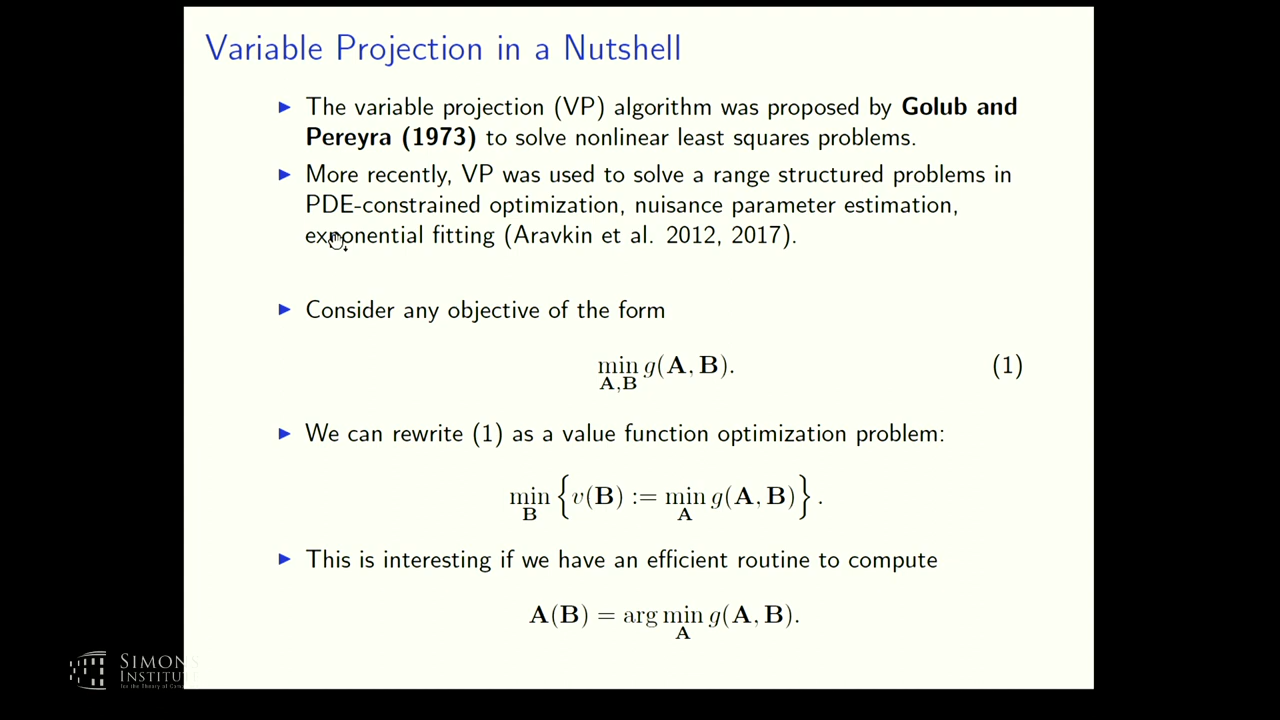 Variable Projection in a Nutshell
▶ The variable projection (VP) algorithm was proposed by Golub and
Pereyra (1973) to solve nonlinear least squares problems.
▶ More recently, VP was used to solve a range structured problems in
PDE-constrained optimization, nuisance parameter estimation,
exponential fitting (Aravkin et al. 2012, 2017).
▶ Consider any objective of the form
min g(A, B). (1)
A,B
▶ We can rewrite (1) as a value function optimization problem:
min { v(B) := min g(A, B) } .
B A
▶ This is interesting if we have an efficient routine to compute
A(B) = arg min g(A, B).
A
SIMONS
INSTITUTE
for the Theory of